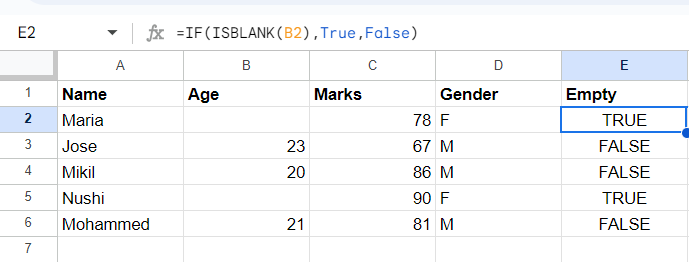 E2 fx =IF(ISBLANK(B2),True,False)
A B C D E
1 Name Age Marks Gender Empty
2 Maria 78 F TRUE
3 Jose 23 67 M FALSE
4 Mikil 20 86 M FALSE
5 Nushi 90 F TRUE
6 Mohammed 21 81 M FALSE
7